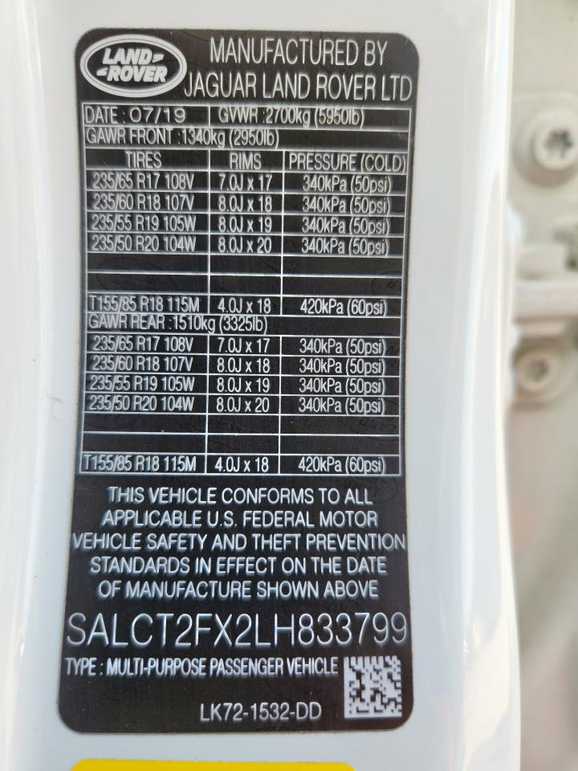 LAND-
-ROVER
MANUFACTURED BY
JAGUAR LAND ROVER LTD
DATE : 07/19 GVWR :2700kg (5950lb)
GAWR FRONT :1340kg (2950lb)
TIRES RIMS PRESSURE (COLD)
235/65 R17 108V 7.0J x 17 340kPa (50psi)
235/60 R18 107V 8.0J x 18 340kPa (50psi)
235/55 R19 105W 8.0J x 19 340kPa (50psi)
235/50 R20 104W 8.0J x 20 340kPa (50psi)
T155/85 R18 115M 4.0J x 18 420kPa (60psi)
GAWR REAR :1510kg (3325lb)
235/65 R17 108V 7.0J x 17 340kPa (50psi)
235/60 R18 107V 8.0J x 18 340kPa (50psi)
235/55 R19 105W 8.0J x 19 340kPa (50psi)
235/50 R20 104W 8.0J x 20 340kPa (50psi)
T155/85 R18 115M 4.0J x 18 420kPa (60psi)
THIS VEHICLE CONFORMS TO ALL
APPLICABLE U.S. FEDERAL MOTOR
VEHICLE SAFETY AND THEFT PREVENTION
STANDARDS IN EFFECT ON THE DATE
OF MANUFACTURE SHOWN ABOVE
SALCT2FX2LH833799
TYPE : MULTI-PURPOSE PASSENGER VEHICLE
LK72-1532-DD